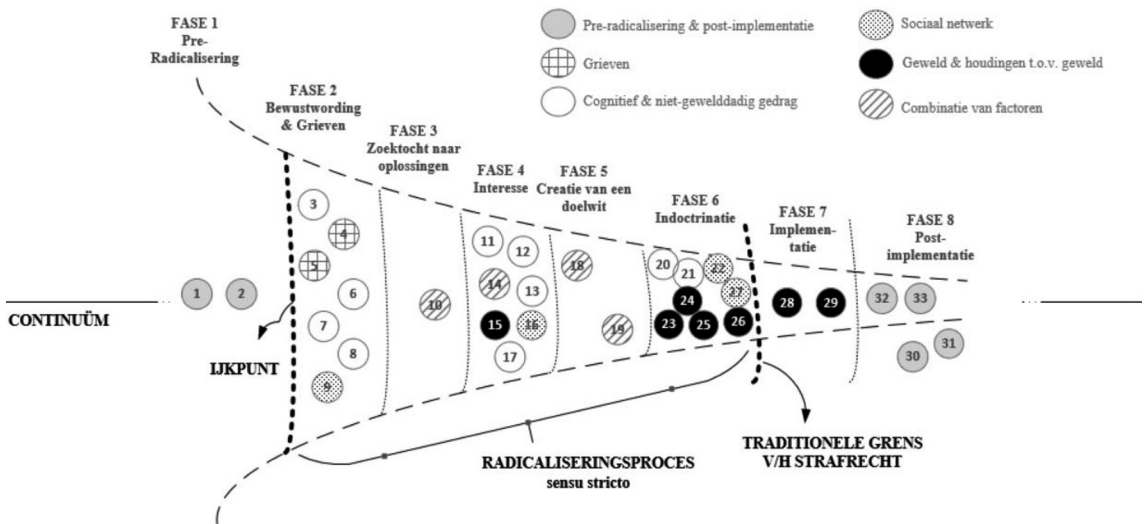 FASE 1
Pre-
Radicalisering
Pre-radicalisering & post-implementatie
Grieven
Cognitief & niet-gewelddadig gedrag
Sociaal netwerk
Geweld & houdingen t.o.v. geweld
Combinatie van factoren
FASE 2
Bewustwording
& Grieven
FASE 3
Zoektocht naar
oplossingen
FASE 4
Interesse
FASE 5
Creatie van een
doelwit
FASE 6
Indoctrinatie
FASE 7
Implemen-
tatie
FASE 8
Post-
implementatie
1
2
3
4
5
6
7
8
9
10
11
12
13
14
15
16
17
18
19
20
21
22
27
24
23
25
26
28
29
32
33
30
31
CONTINUÜM
IJKPUNT
RADICALISERINGSPROCES
sensu stricto
TRADITIONELE GRENS
V/H STRAFRECHT